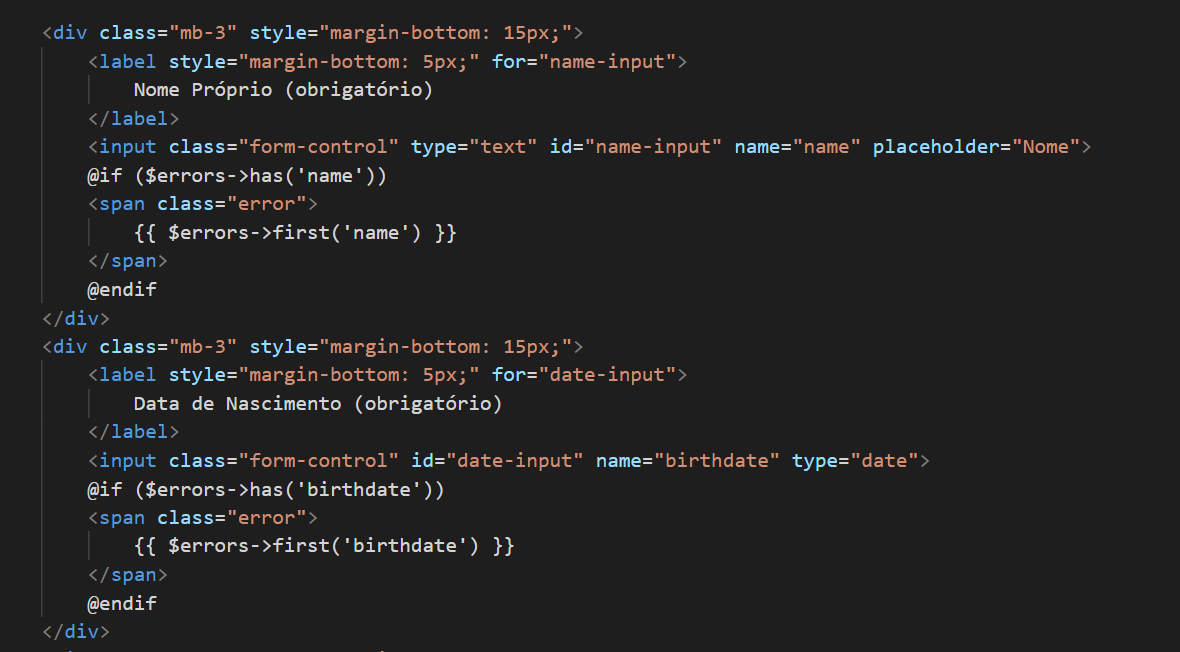 <div class="mb-3" style="margin-bottom: 15px;">
<label style="margin-bottom: 5px;" for="name-input">
Nome Próprio (obrigatório)
</label>
<input class="form-control" type="text" id="name-input" name="name" placeholder="Nome">
@if ($errors->has('name'))
<span class="error">
{{ $errors->first('name') }}
</span>
@endif
</div>
<div class="mb-3" style="margin-bottom: 15px;">
<label style="margin-bottom: 5px;" for="date-input">
Data de Nascimento (obrigatório)
</label>
<input class="form-control" id="date-input" name="birthdate" type="date">
@if ($errors->has('birthdate'))
<span class="error">
{{ $errors->first('birthdate') }}
</span>
@endif
</div>